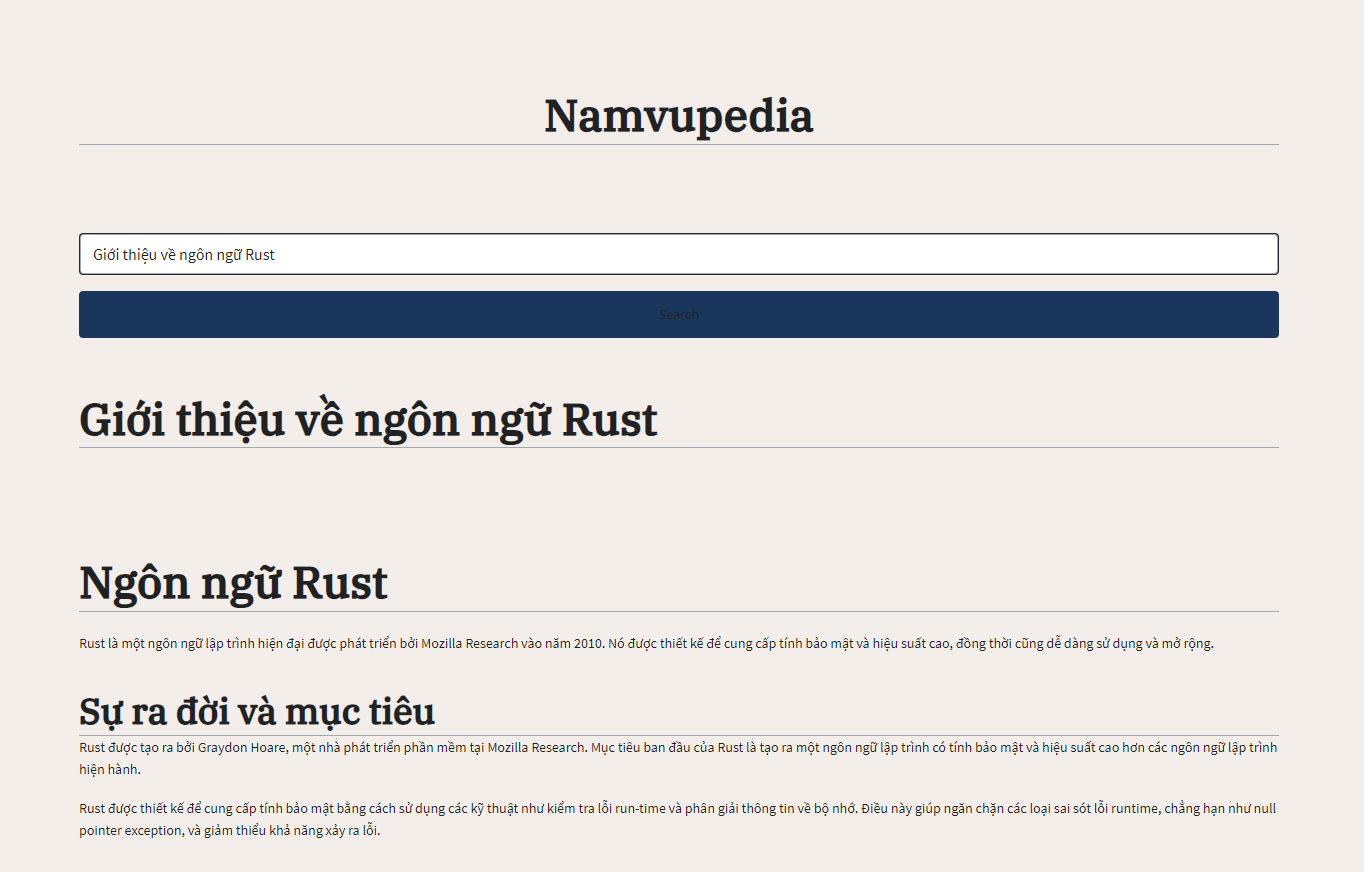 Namvupedia
Giới thiệu về ngôn ngữ Rust
Search
Giới thiệu về ngôn ngữ Rust
Ngôn ngữ Rust
Rust là một ngôn ngữ lập trình hiện đại được phát triển bởi Mozilla Research vào năm 2010. Nó được thiết kế để cung cấp tính bảo mật và hiệu suất cao, đồng thời cũng dễ dàng sử dụng và mở rộng.
Sự ra đời và mục tiêu
Rust được tạo ra bởi Graydon Hoare, một nhà phát triển phần mềm tại Mozilla Research. Mục tiêu ban đầu của Rust là tạo ra một ngôn ngữ lập trình có tính bảo mật và hiệu suất cao hơn các ngôn ngữ lập trình
hiện hành.
Rust được thiết kế để cung cấp tính bảo mật bằng cách sử dụng các kỹ thuật như kiểm tra lỗi run-time và phân giải thông tin về bộ nhớ. Điều này giúp ngăn chặn các loại sai sót lỗi runtime, chẳng hạn như null
pointer exception, và giảm thiểu khả năng xảy ra lỗi.